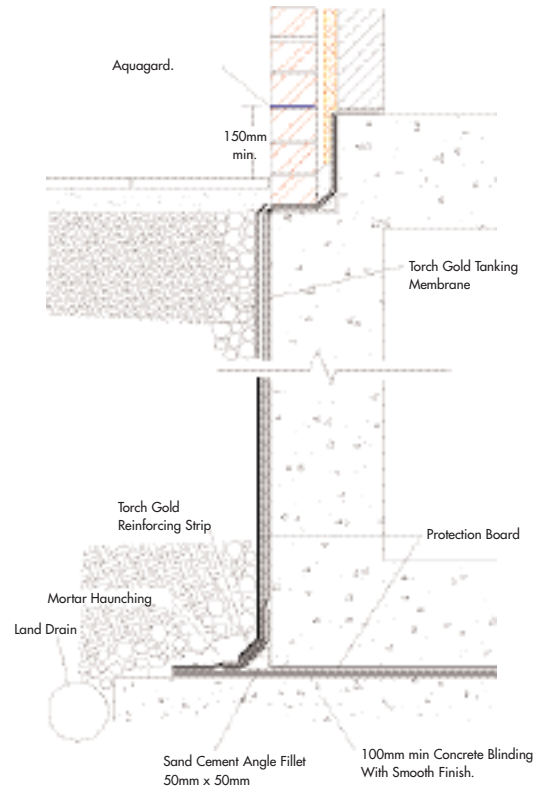 Aquagard.
150mm
min.
Torch Gold Tanking
Membrane
Torch Gold
Reinforcing Strip
Protection Board
Mortar Haunching
Land Drain
Sand Cement Angle Fillet
50mm x 50mm
100mm min Concrete Blinding
With Smooth Finish.